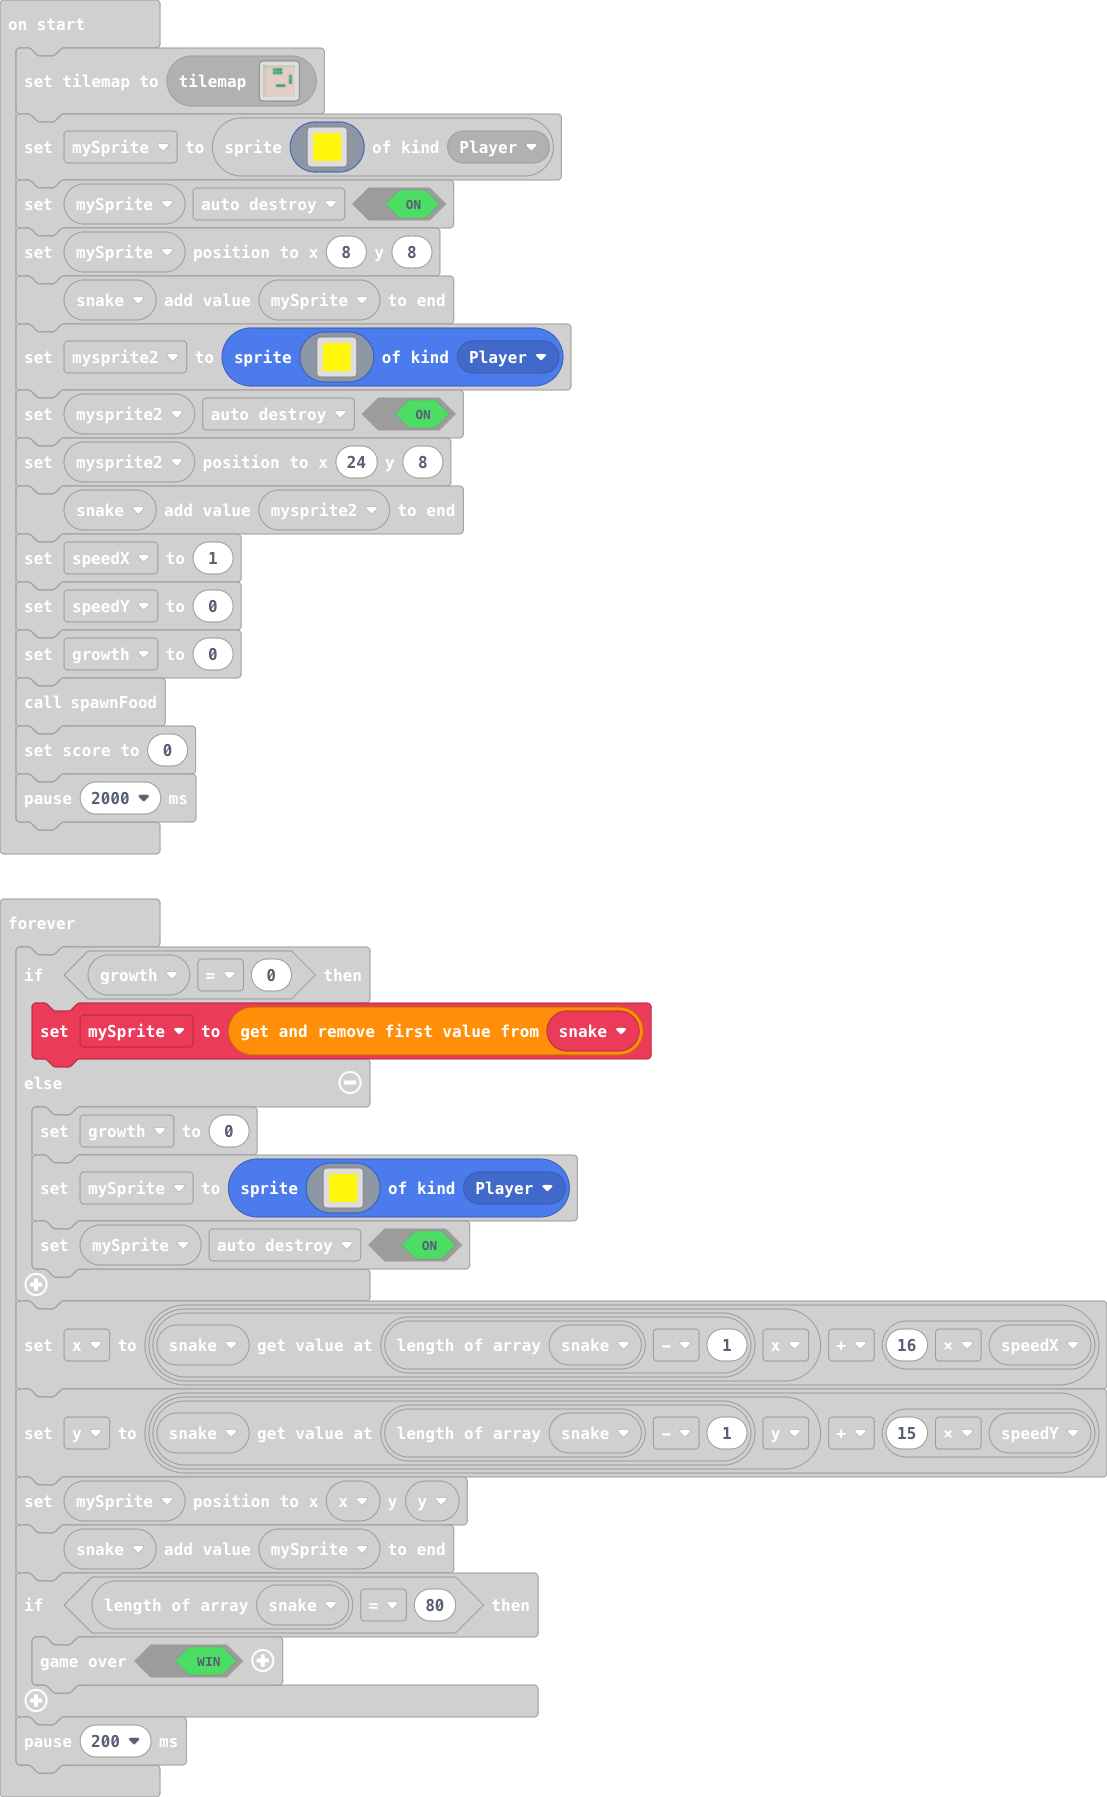 on start
set tilemap to tilemap
set mySprite to sprite of kind Player
set mySprite auto destroy ON
set mySprite position to x 8 y 8
snake add value mySprite to end
set mysprite2 to sprite of kind Player
set mysprite2 auto destroy ON
set mysprite2 position to x 24 y 8
snake add value mysprite2 to end
set speedX to 1
set speedY to 0
set growth to 0
call spawnFood
set score to 0
pause 2000 ms
forever
if growth = 0 then
set mySprite to get and remove first value from snake
else
set growth to 0
set mySprite to sprite of kind Player
set mySprite auto destroy ON
set x to snake get value at length of array snake - 1 x + 16 × speedX
set y to snake get value at length of array snake - 1 y + 15 × speedY
set mySprite position to x x y y
snake add value mySprite to end
if length of array snake = 80 then
game over WIN
pause 200 ms